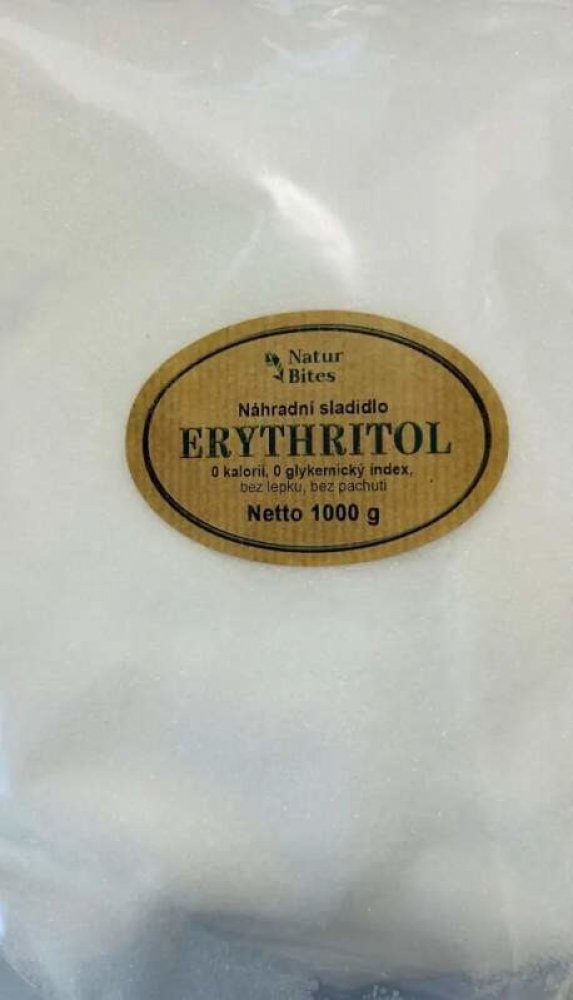 Natur
Bites
Náhradní sladidlo
ERYTHRITOL
0 kalorií, 0 glykemický index,
bez lepku, bez pachuti
Netto 1000 g